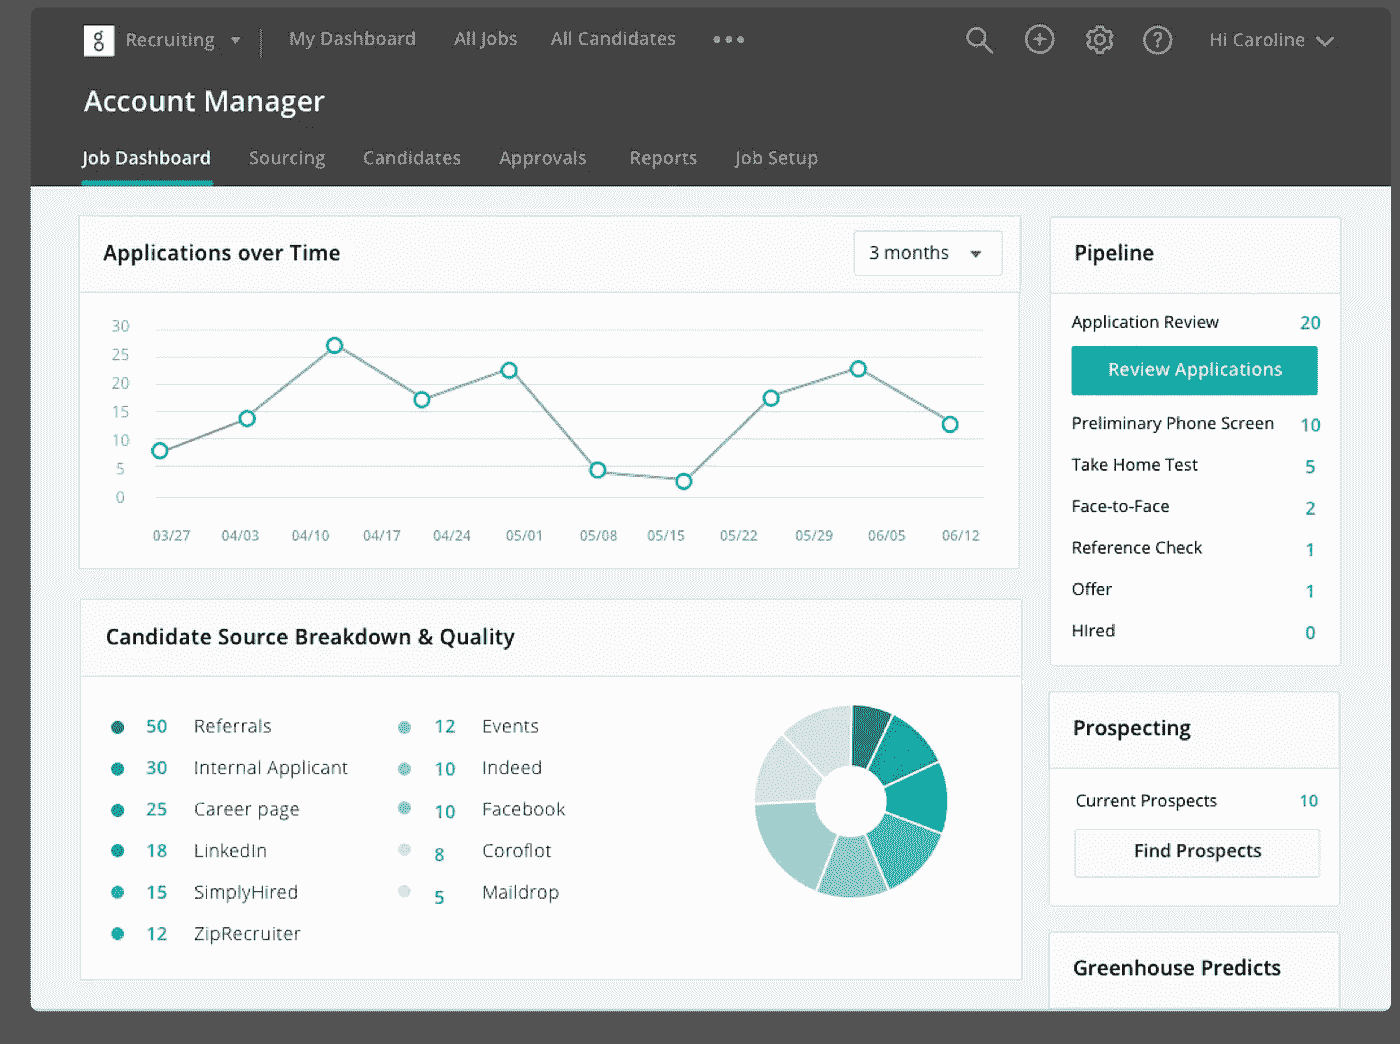 g Recruiting My Dashboard All Jobs All Candidates Hi Caroline
Account Manager
Job Dashboard Sourcing Candidates Approvals Reports Job Setup
Applications over Time
3 months
30
25
20
15
10
5
0
03/27 04/03 04/10 04/17 04/24 05/01 05/08 05/15 05/22 05/29 06/05 06/12
Candidate Source Breakdown & Quality
50 Referrals
30 Internal Applicant
25 Career page
18 LinkedIn
15 SimplyHired
12 ZipRecruiter
12 Events
10 Indeed
10 Facebook
8 Coroflot
5 Maildrop
Pipeline
Application Review 20
Review Applications
Preliminary Phone Screen 10
Take Home Test 5
Face-to-Face 2
Reference Check 1
Offer 1
HIred 0
Prospecting
Current Prospects 10
Find Prospects
Greenhouse Predicts